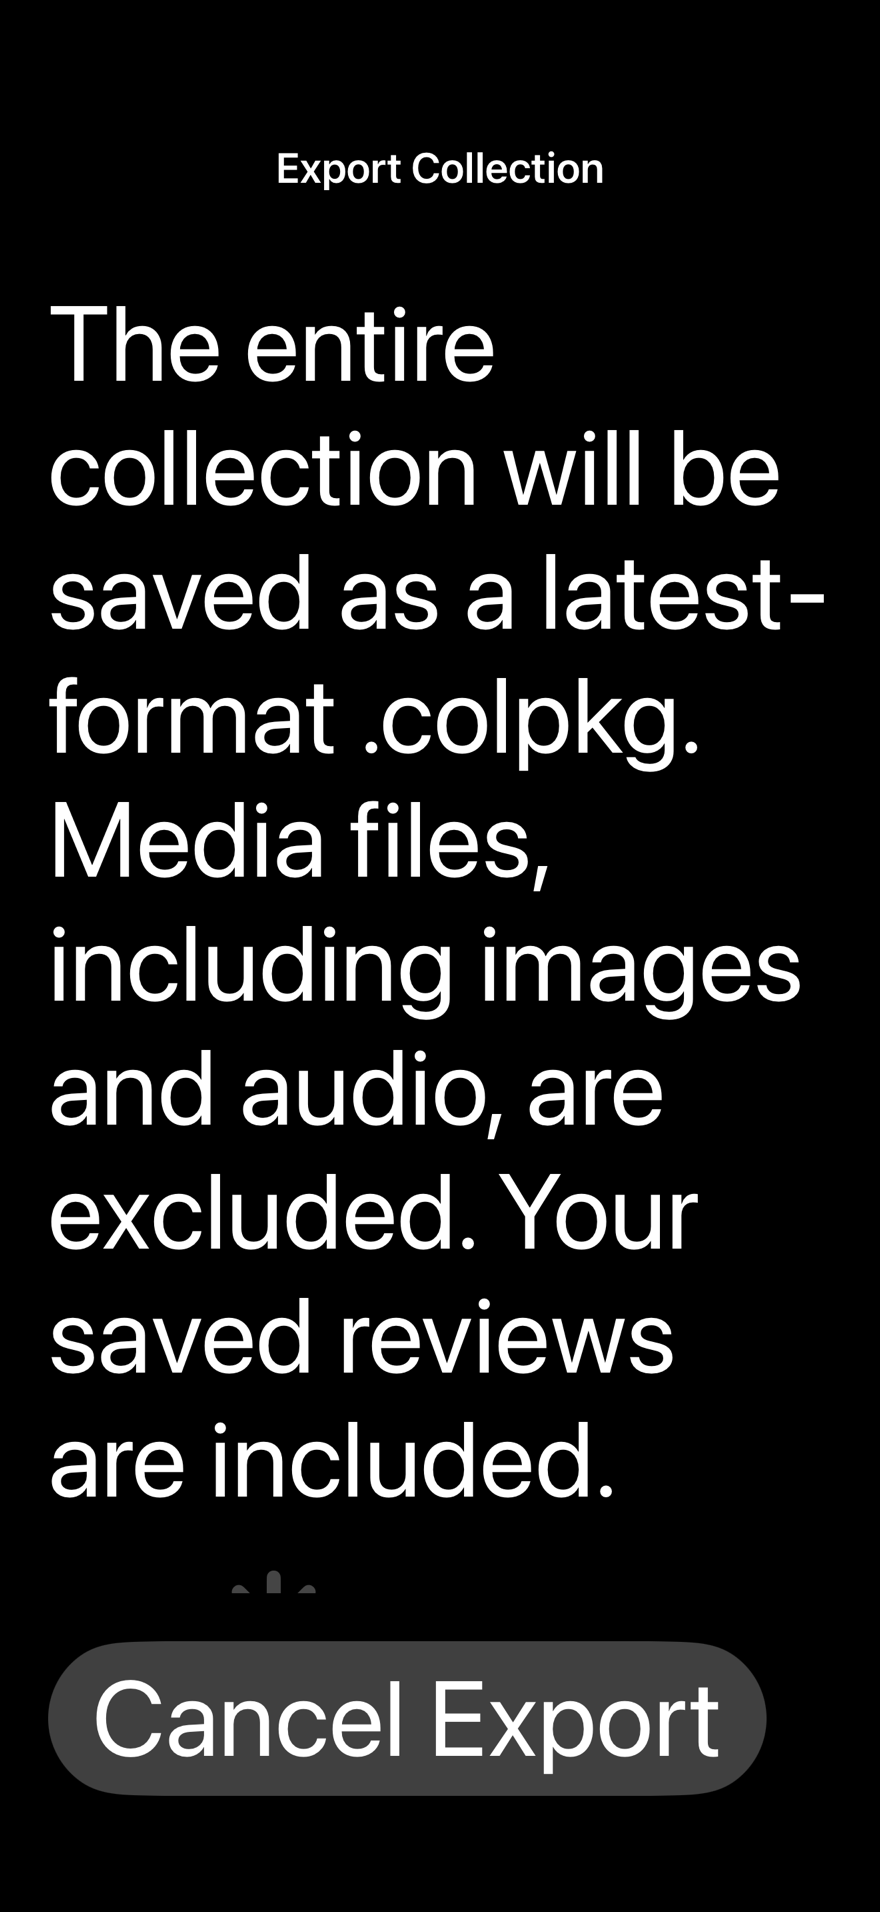 Export Collection
The entire
collection will be
saved as a latest-
format .colpkg.
Media files,
including images
and audio, are
excluded. Your
saved reviews
are included.
Cancel Export